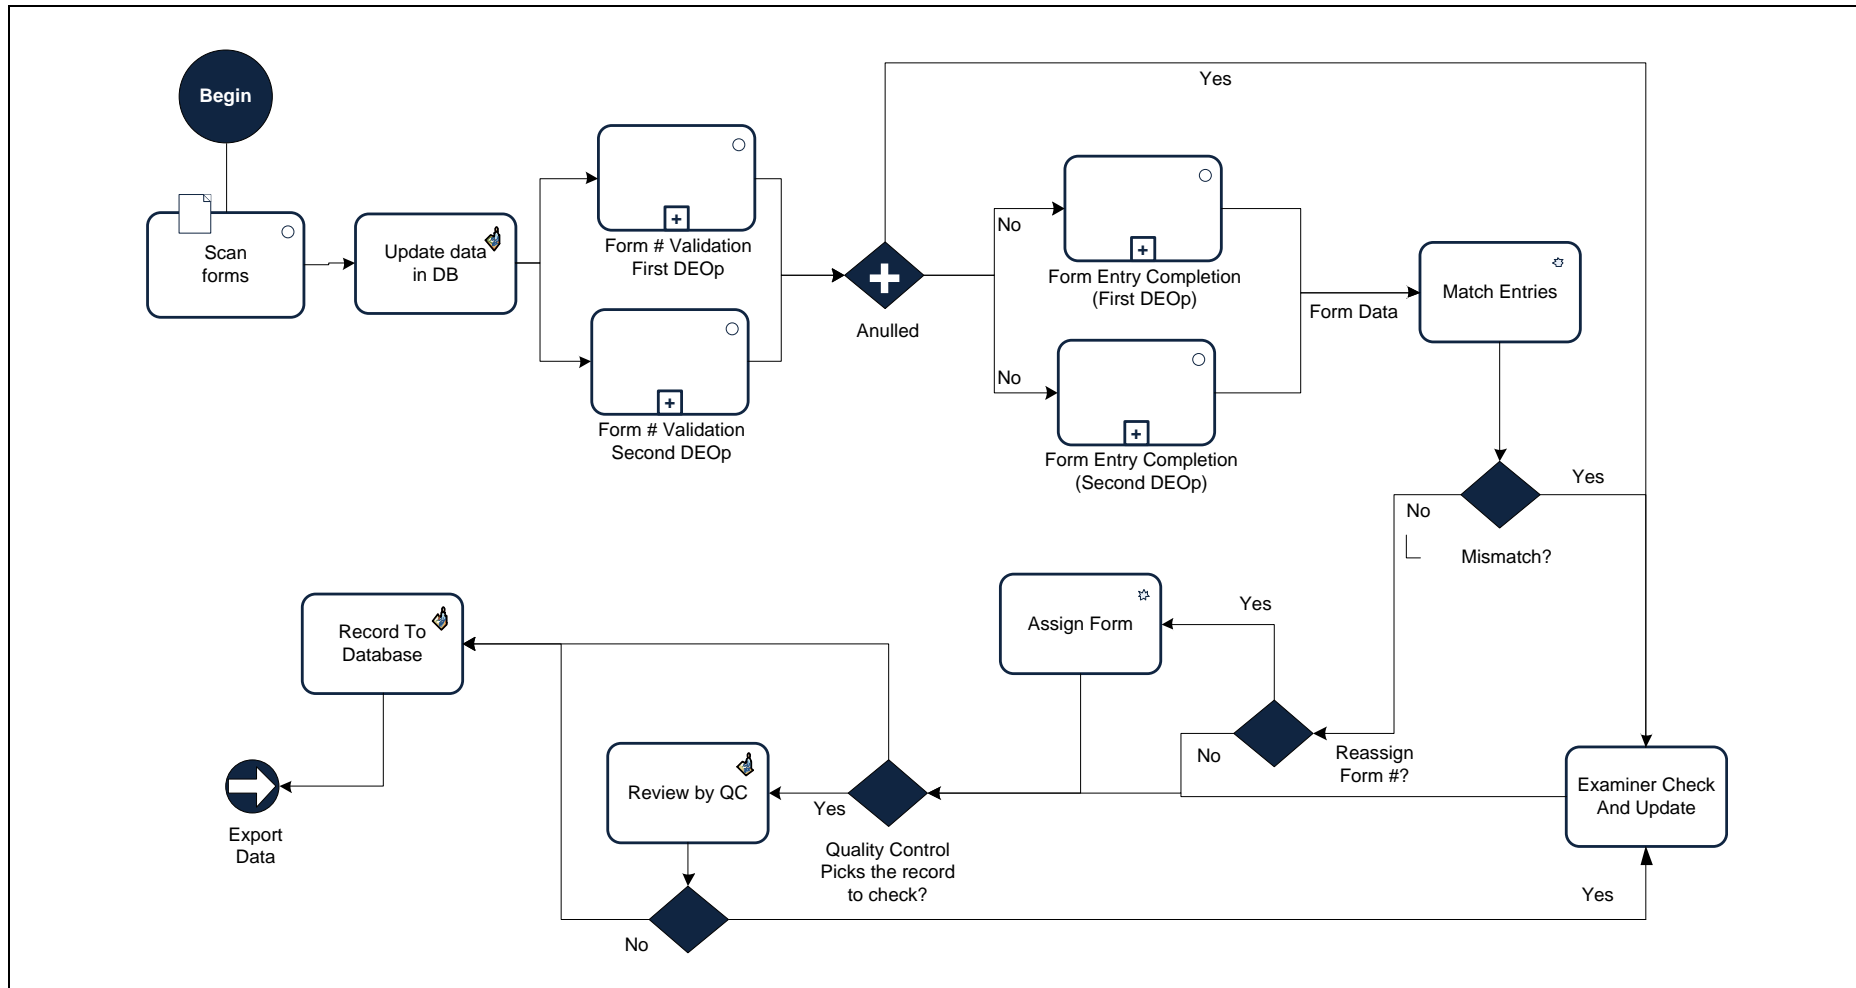 Begin
Yes
Scan
forms
Update data
in DB
Form # Validation
First DEOp
Form # Validation
Second DEOp
Anulled
No
No
Form Entry Completion
(First DEOp)
Form Entry Completion
(Second DEOp)
Form Data
Match Entries
Yes
No
Mismatch?
Record To
Database
Assign Form
Yes
No
Reassign
Form #?
Export
Data
Review by QC
Yes
Quality Control
Picks the record
to check?
Examiner Check
And Update
No
Yes